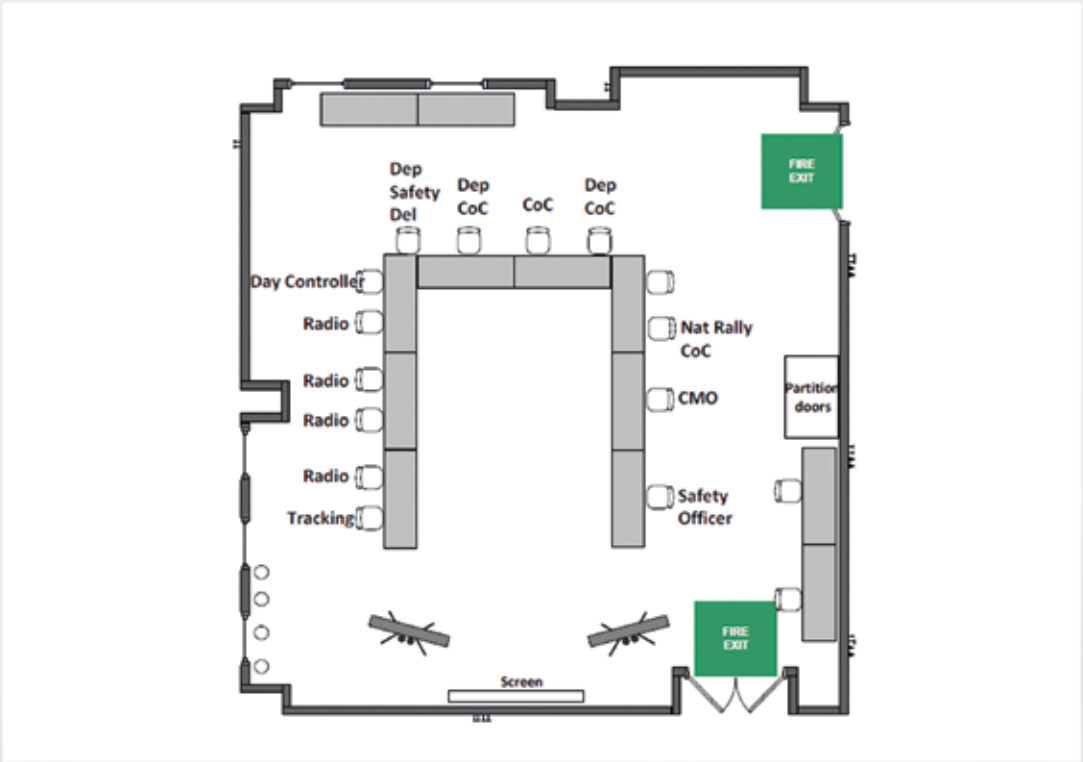 FIRE
EXIT
Dep
Safety
Del
Dep
CoC
CoC
Dep
CoC
Day Controller
Radio
Nat Rally
CoC
Radio
Partition
doors
CMO
Radio
Radio
Safety
Officer
Tracking
FIRE
EXIT
Screen